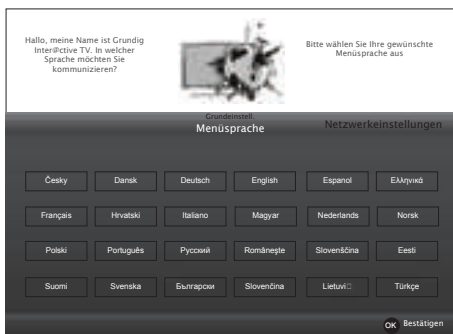 Hallo, meine Name ist Grundig
Inter@ctive TV. In welcher
Sprache möchten Sie
kommunizieren?
Bitte wählen Sie Ihre gewünschte
Menüsprache aus
Grundeinstell.
Menüsprache
Netzwerkeinstellungen
Česky Dansk Deutsch English Espanol Ελληνικά
Français Hrvatski Italiano Magyar Nederlands Norsk
Polski Português Русский Româneşte Slovenščina Eesti
Suomi Svenska Български Slovenčina Lietuvi□ Türkçe
OK Bestätigen